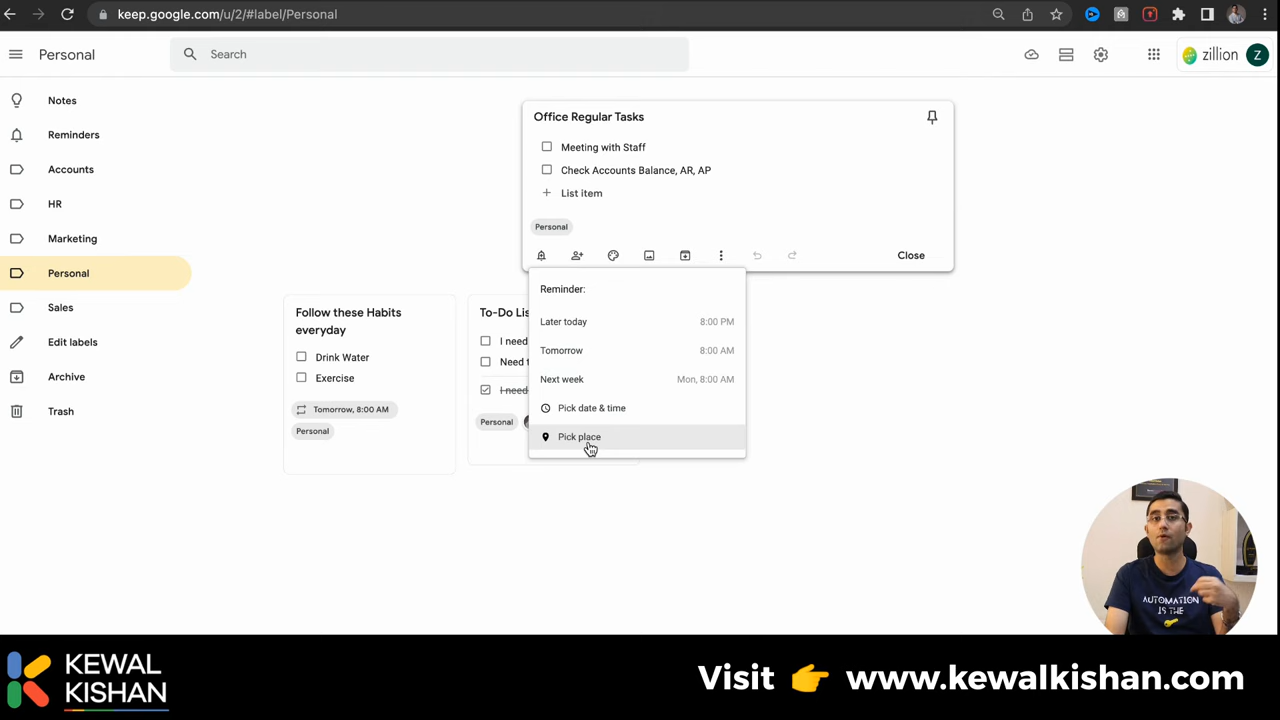 keep.google.com/u/2/#label/Personal
Personal
Search
zillion
Z
Notes
Reminders
Accounts
HR
Marketing
Personal
Sales
Edit labels
Archive
Trash
Office Regular Tasks
Meeting with Staff
Check Accounts Balance, AR, AP
+ List item
Personal
Close
Reminder:
Later today 8:00 PM
Tomorrow 8:00 AM
Next week Mon, 8:00 AM
Pick date & time
Pick place
Follow these Habits
everyday
Drink Water
Exercise
Tomorrow, 8:00 AM
Personal
To-Do Lis
I need
Need t
I need
Personal
AUTOMATION
IS THE
KEWAL
KISHAN
Visit 👉 www.kewalkishan.com